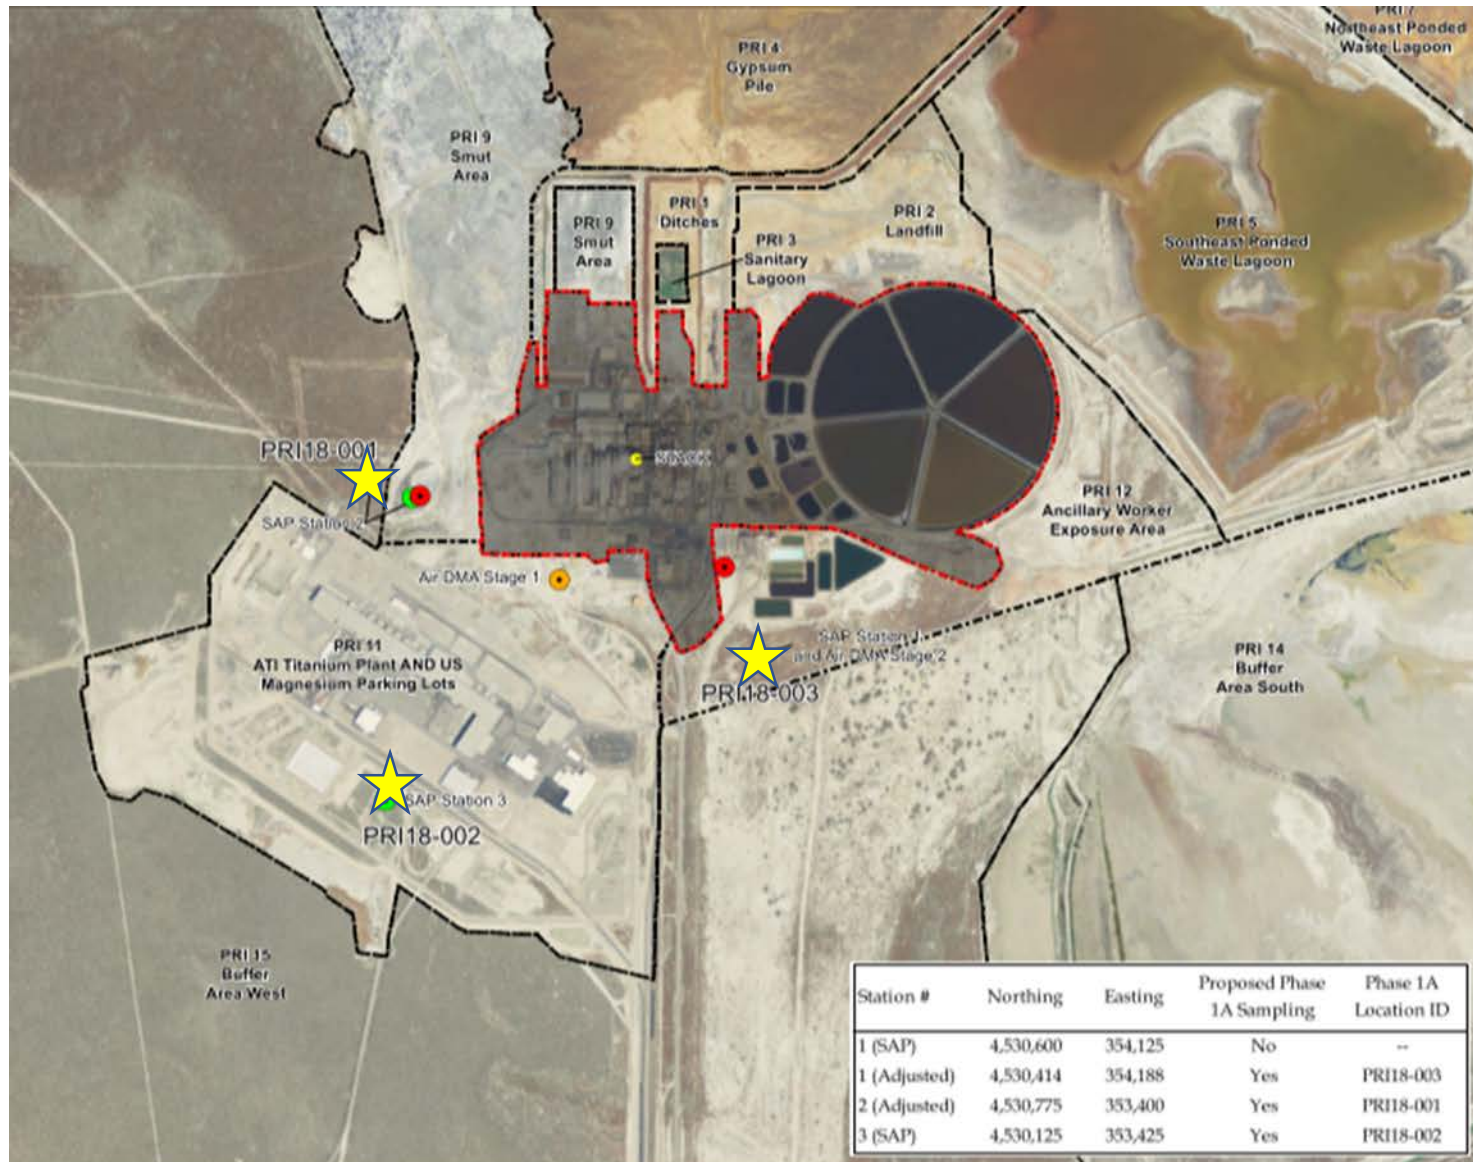 PRI 7
Northeast Ponded
Waste Lagoon
PRI 4
Gypsum
Pile
PRI 9
Smut
Area
PRI 1
Ditches
PRI 2
Landfill
PRI 9
Smut
Area
PRI 3
Sanitary
Lagoon
PRI 5
Southeast Ponded
Waste Lagoon
PRI18-001
STACK
SAP Station 2
PRI 12
Ancillary Worker
Exposure Area
Air DMA Stage 1
PRI 11
ATI Titanium Plant AND US
Magnesium Parking Lots
SAP Station 1
and Air DMA Stage 2
PRI18-003
PRI 14
Buffer
Area South
SAP Station 3
PRI18-002
PRI 15
Buffer
Area West
Station # Northing Easting Proposed Phase 1A Sampling Phase 1A Location ID
1 (SAP) 4,530,600 354,125 No --
1 (Adjusted) 4,530,414 354,188 Yes PRI18-003
2 (Adjusted) 4,530,775 353,400 Yes PRI18-001
3 (SAP) 4,530,125 353,425 Yes PRI18-002